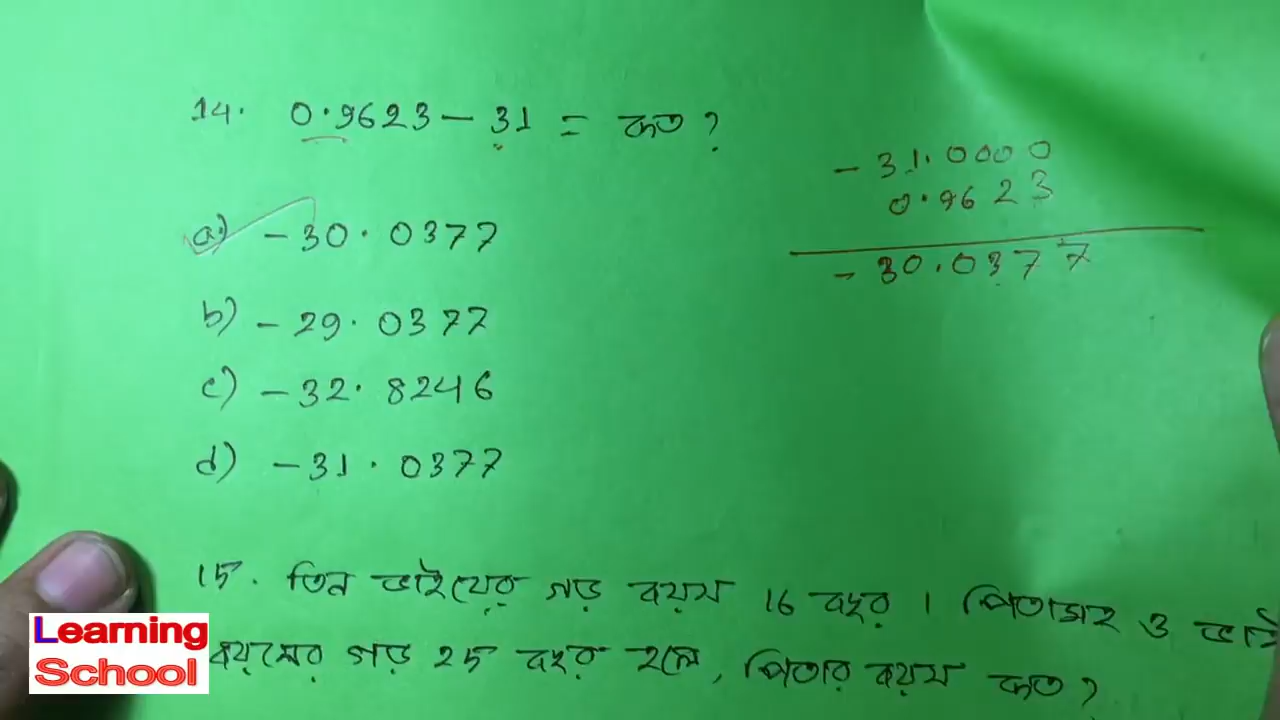 14. 0.9623 – 31 = কত ?
– 31.0000
0.9623
– 30.0377
a) – 30.0377
b) – 29.0377
c) – 32.8246
d) – 31.0377
15. তিন ভাইয়ের গড় বয়স 16 বছর । পিতাসহ ও
বয়সের গড় 25 বছর হলে, পিতার বয়স কত ?
Learning
School